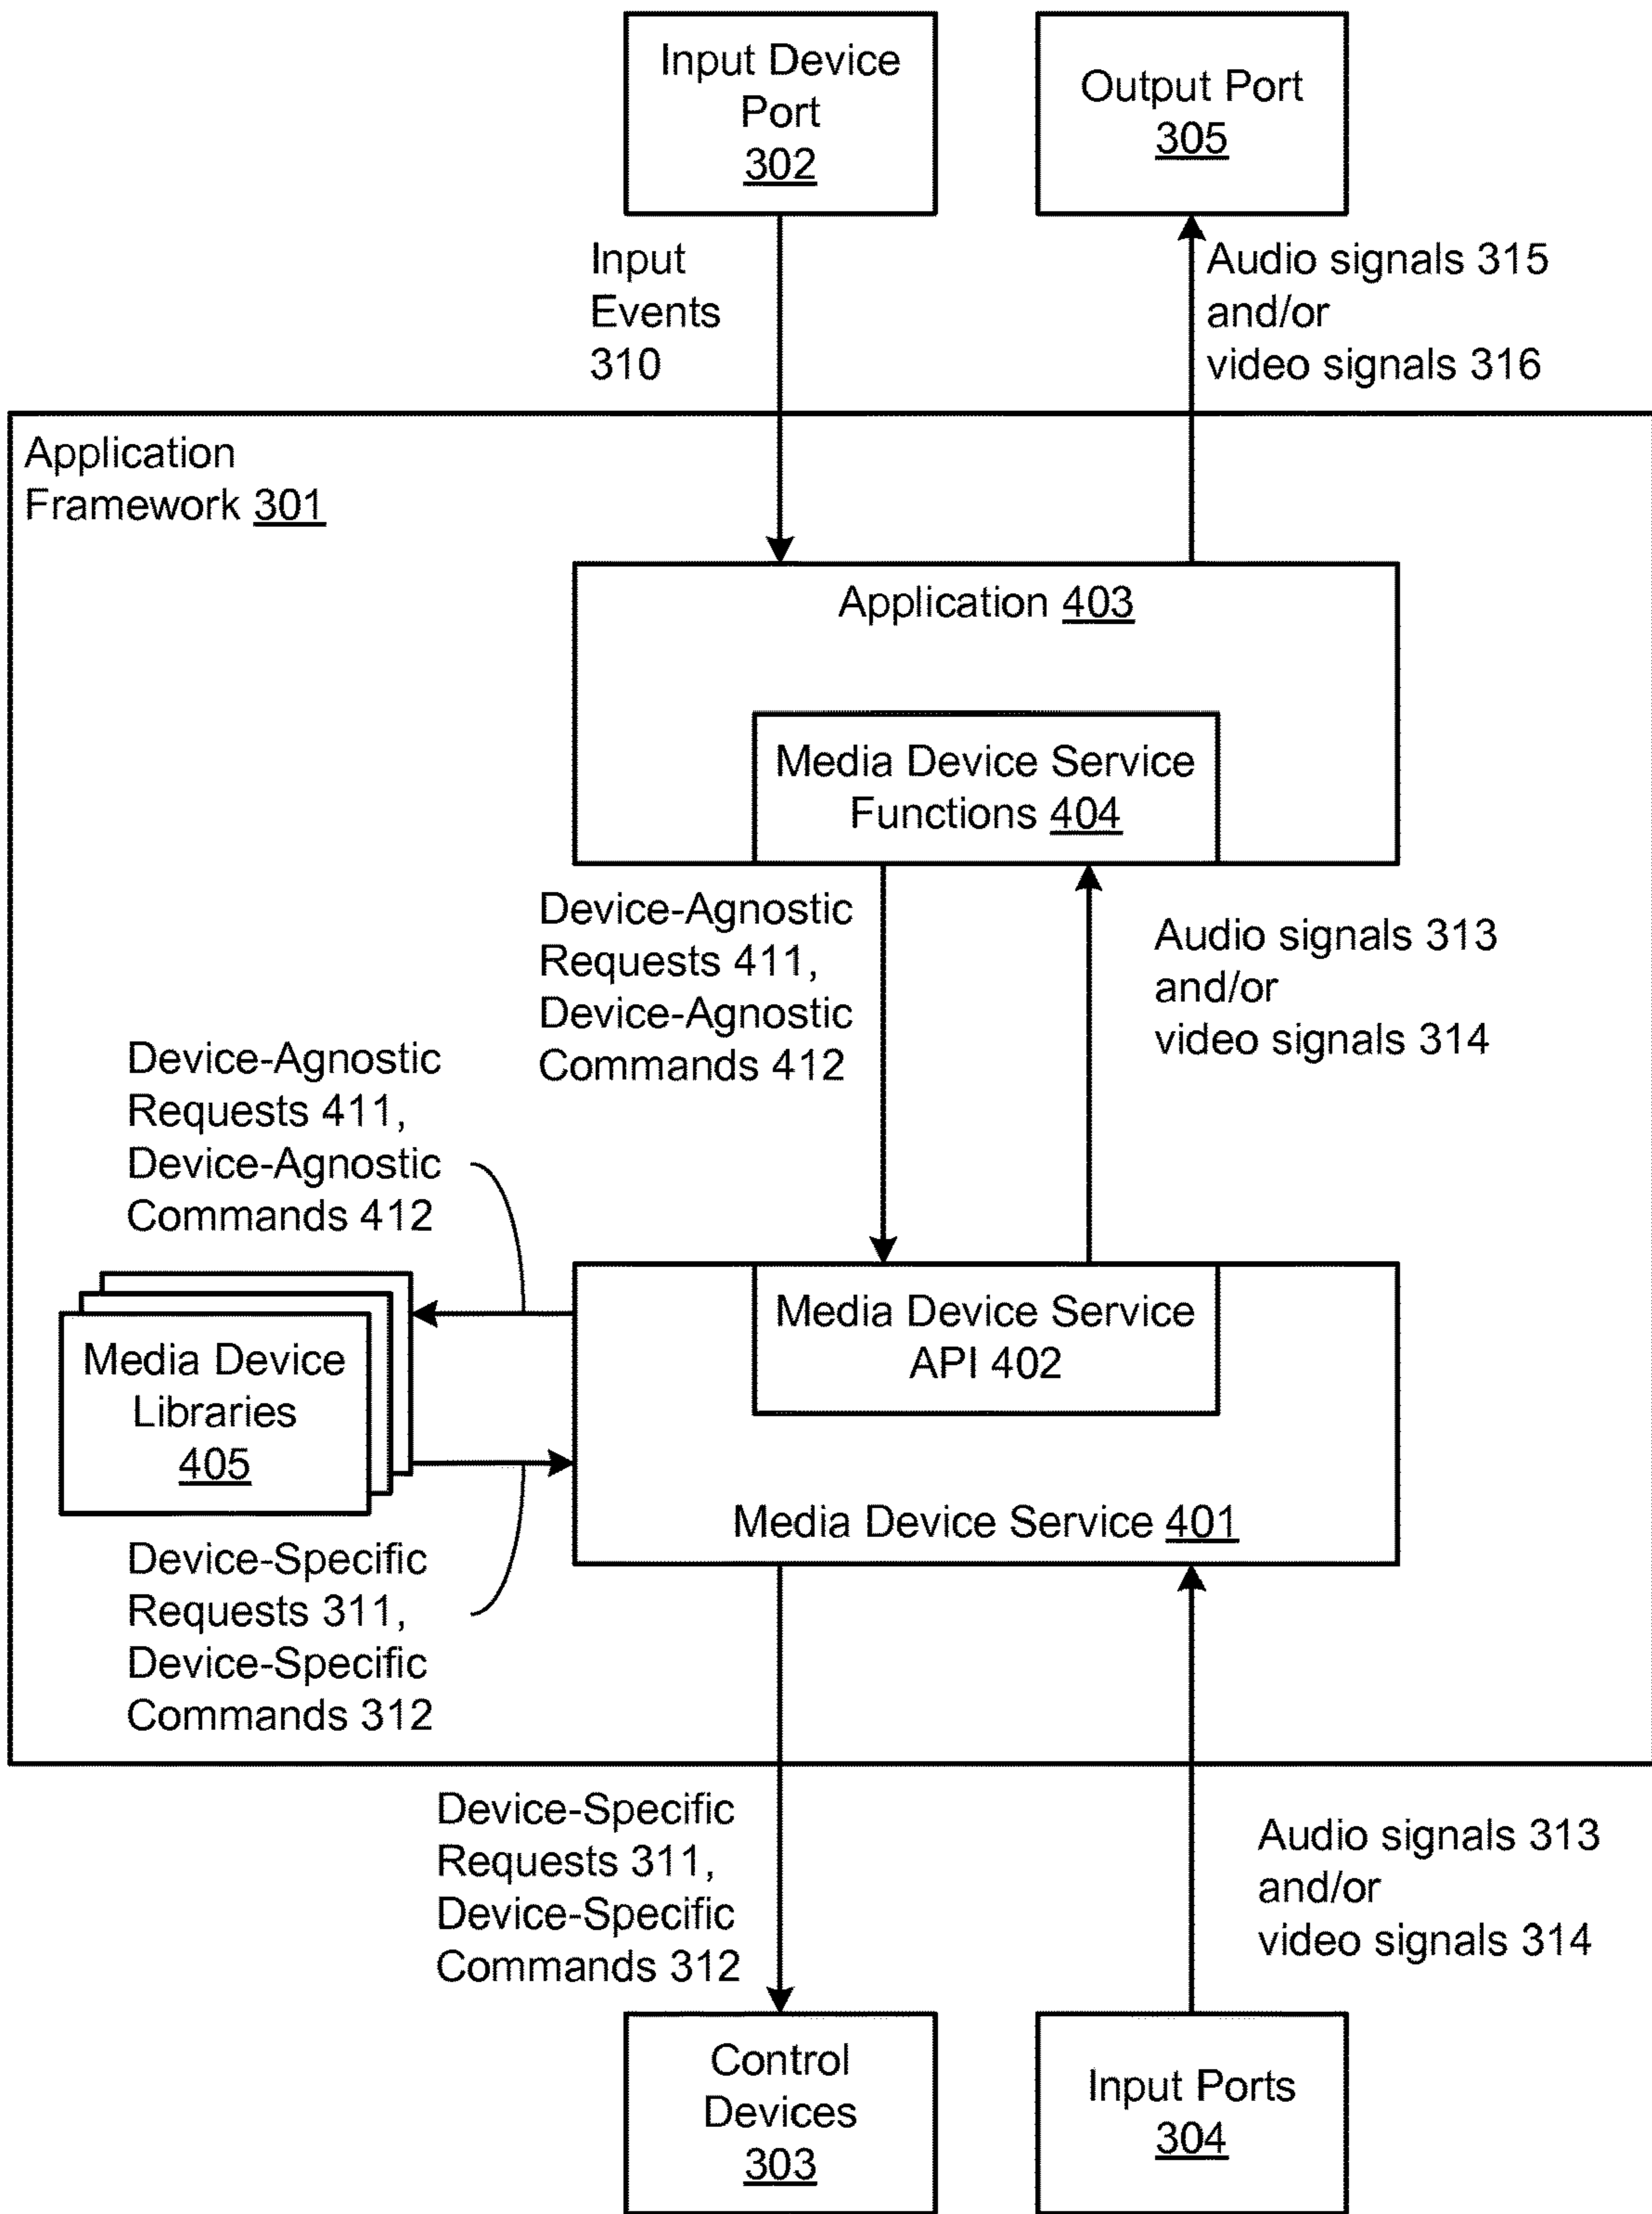 Input Device
Port
302
Output Port
305
Input
Events
310
Audio signals 315
and/or
video signals 316
Application
Framework 301
Application 403
Media Device Service
Functions 404
Device-Agnostic
Requests 411,
Device-Agnostic
Commands 412
Audio signals 313
and/or
video signals 314
Device-Agnostic
Requests 411,
Device-Agnostic
Commands 412
Media Device
Libraries
405
Media Device Service
API 402
Media Device Service 401
Device-Specific
Requests 311,
Device-Specific
Commands 312
Device-Specific
Requests 311,
Device-Specific
Commands 312
Audio signals 313
and/or
video signals 314
Control
Devices
303
Input Ports
304